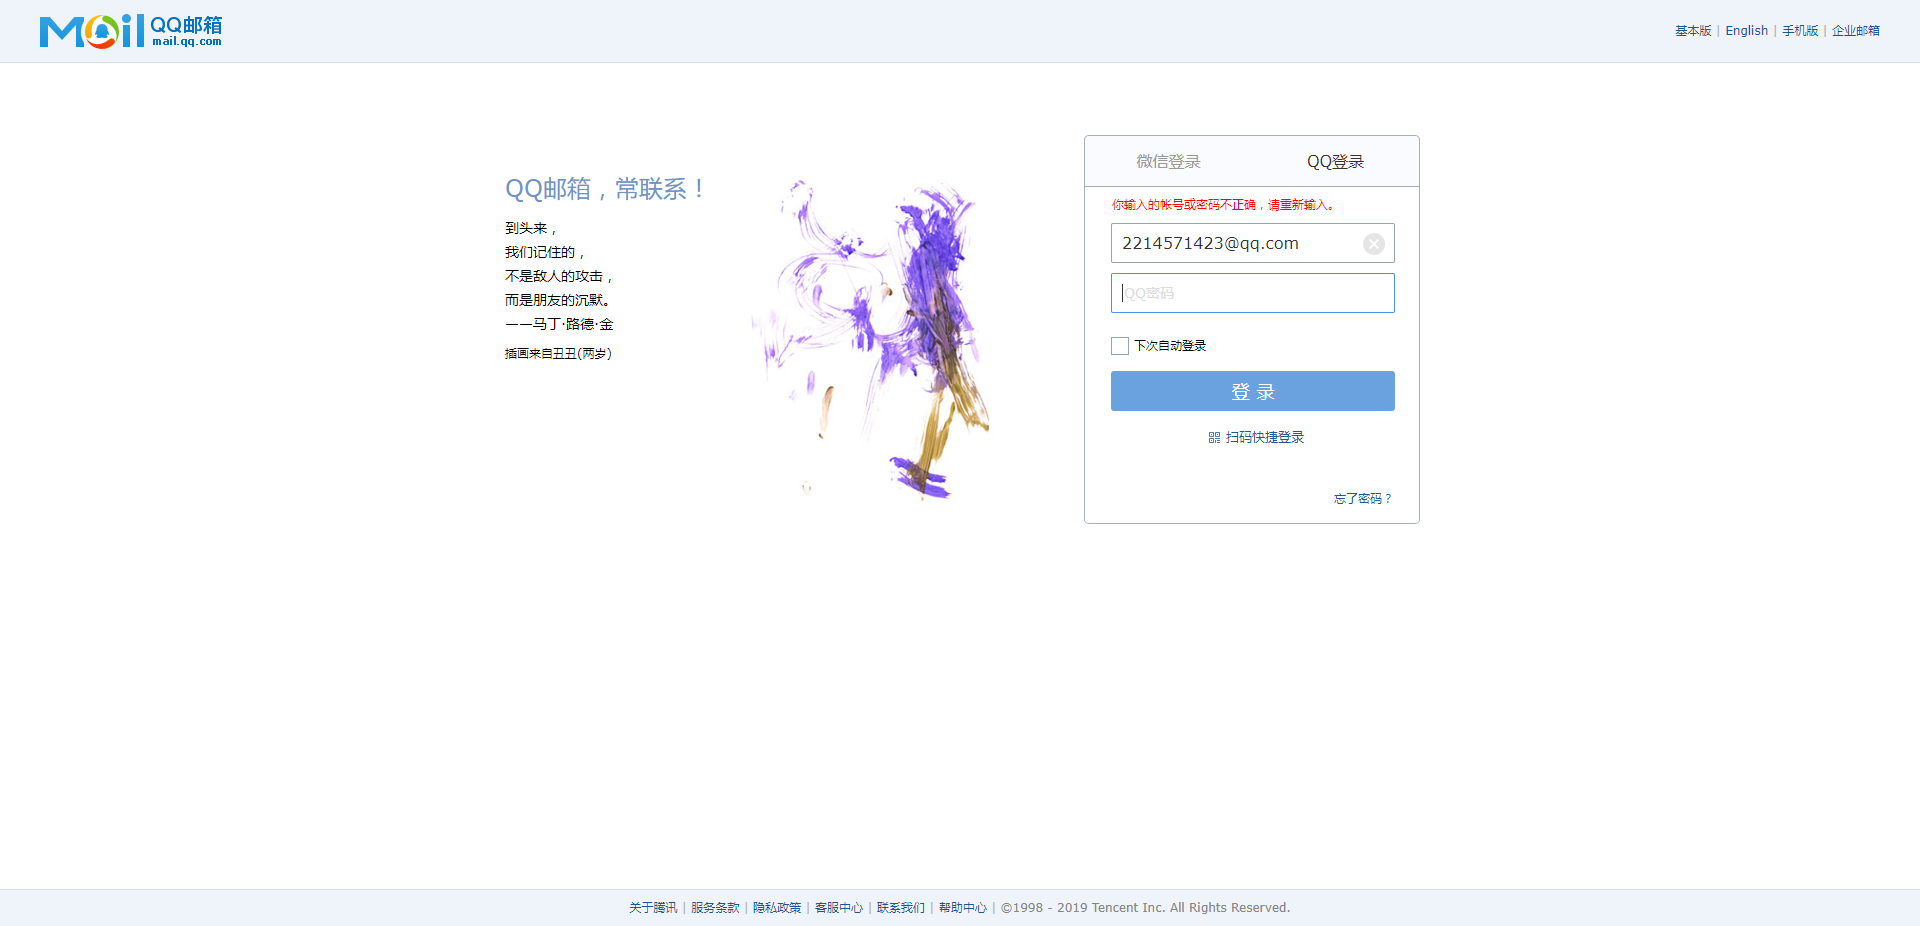 Mail QQ邮箱
mail.qq.com
基本版 | English | 手机版 | 企业邮箱
QQ邮箱，常联系！
到头来，
我们记住的，
不是敌人的攻击，
而是朋友的沉默。
——马丁·路德·金
插画来自丑丑(两岁)
微信登录 QQ登录
你输入的帐号或密码不正确，请重新输入。
2214571423@qq.com
QQ密码
下次自动登录
登 录
扫码快捷登录
忘了密码？
关于腾讯 | 服务条款 | 隐私政策 | 客服中心 | 联系我们 | 帮助中心 | ©1998 - 2019 Tencent Inc. All Rights Reserved.